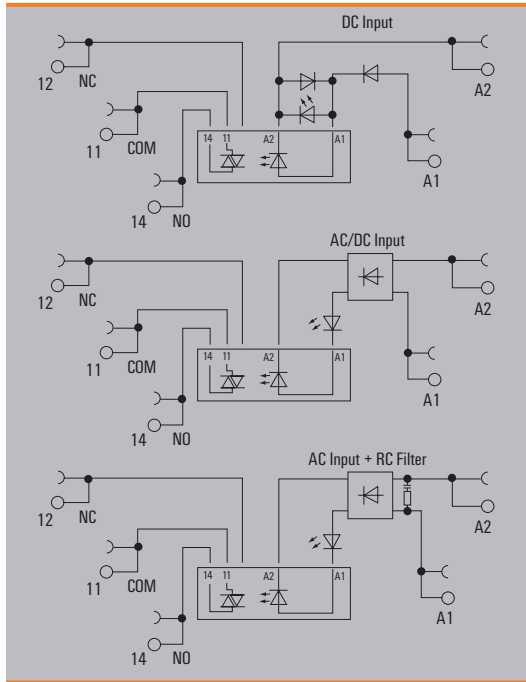 DC Input
12 NC
A2
11 COM
14 11 A2 A1
A1
14 NO
AC/DC Input
12 NC
A2
11 COM
14 11 A2 A1
A1
14 NO
AC Input + RC Filter
12 NC
A2
11 COM
14 11 A2 A1
A1
14 NO